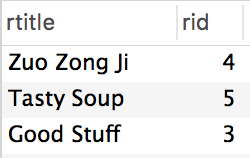 rtitle rid
Zuo Zong Ji 4
Tasty Soup 5
Good Stuff 3